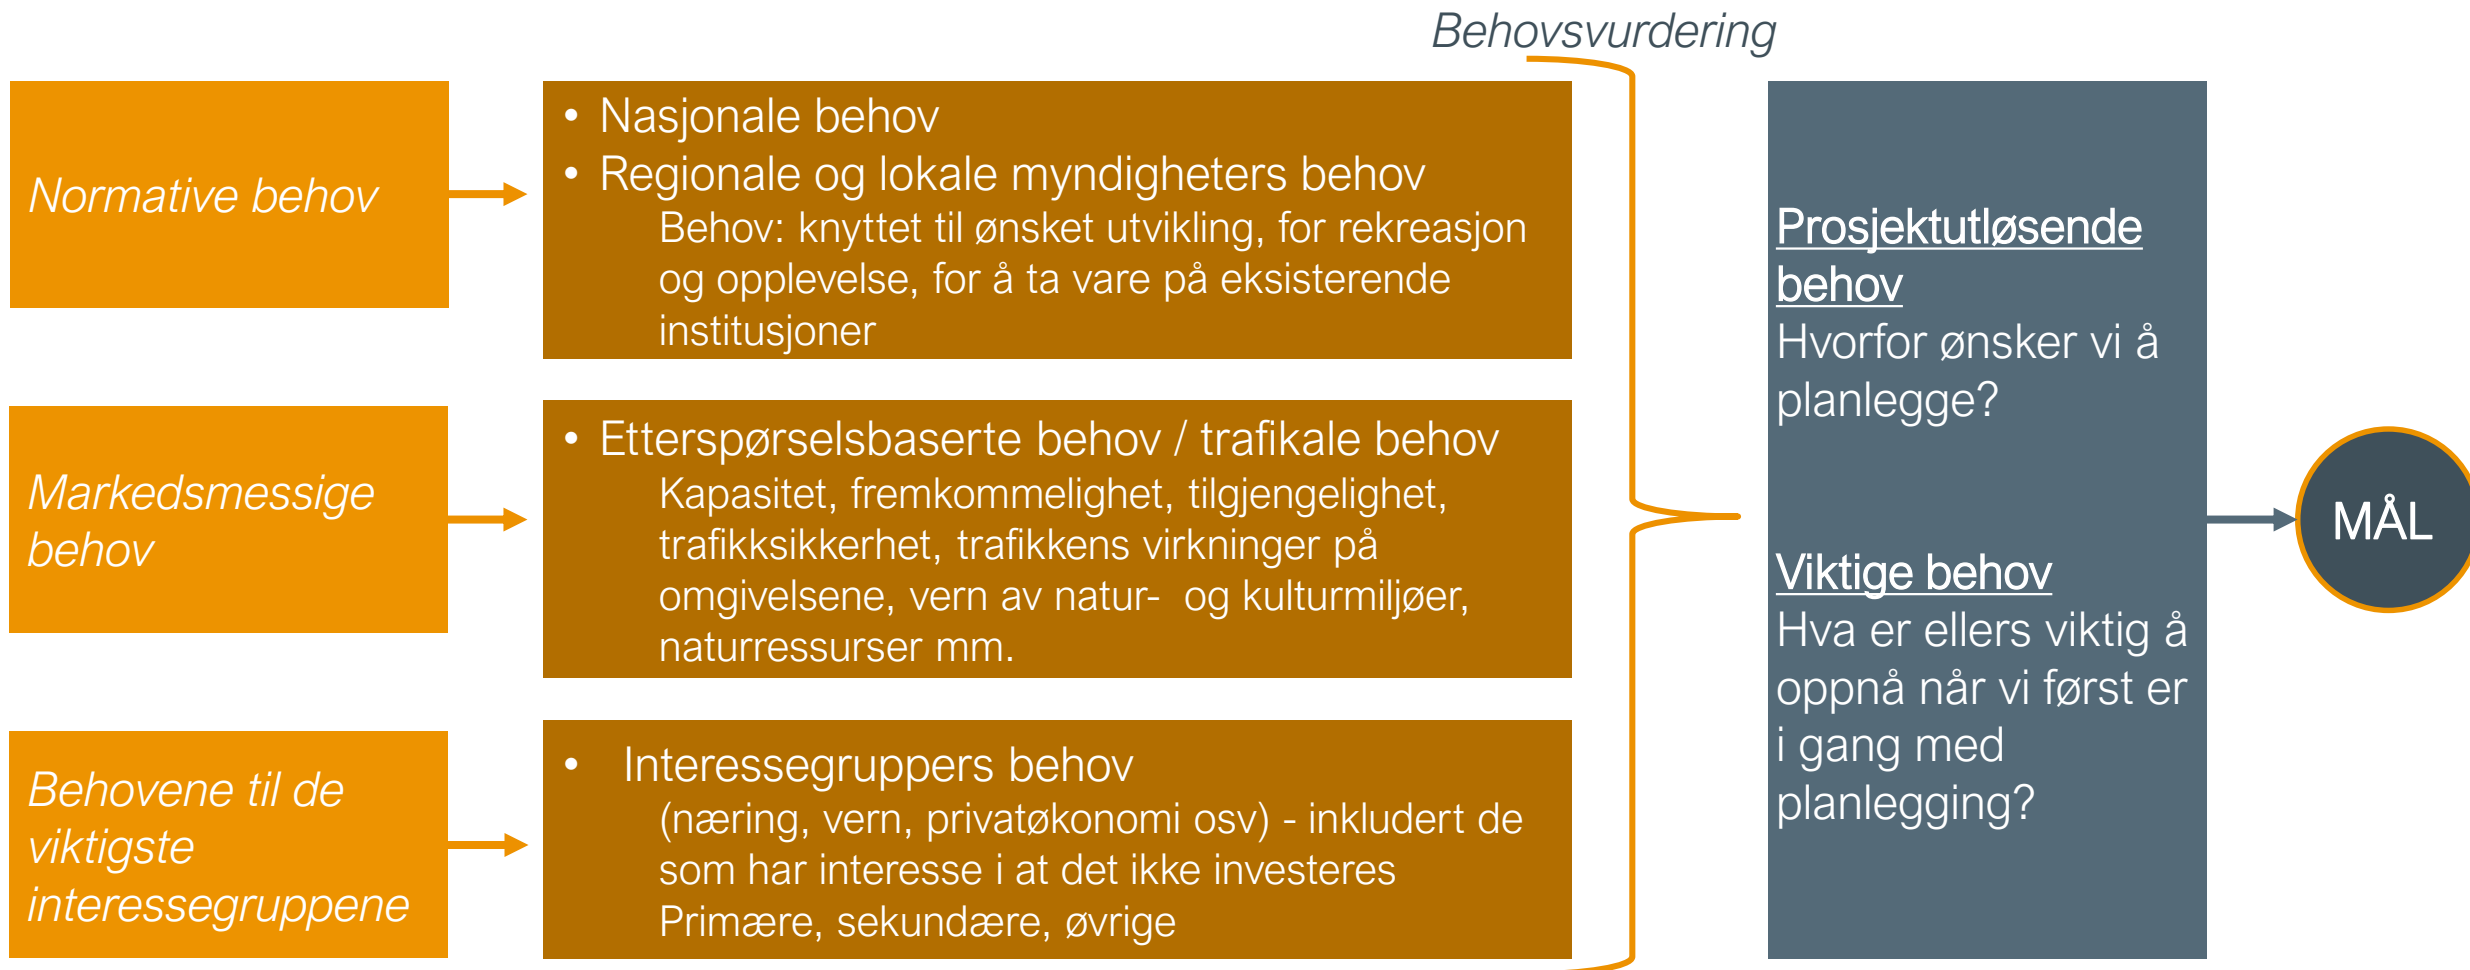 Behovsvurdering
Normative behov
• Nasjonale behov
• Regionale og lokale myndigheters behov
Behov: knyttet til ønsket utvikling, for rekreasjon
og opplevelse, for å ta vare på eksisterende
institusjoner
Markedsmessige
behov
• Etterspørselsbaserte behov / trafikale behov
Kapasitet, fremkommelighet, tilgjengelighet,
trafikksikkerhet, trafikkens virkninger på
omgivelsene, vern av natur- og kulturmiljøer,
naturressurser mm.
Behovene til de
viktigste
interessegruppene
• Interessegruppers behov
(næring, vern, privatøkonomi osv) - inkludert de
som har interesse i at det ikke investeres
Primære, sekundære, øvrige
Prosjektutløsende
behov
Hvorfor ønsker vi å
planlegge?
Viktige behov
Hva er ellers viktig å
oppnå når vi først er
i gang med
planlegging?
MÅL